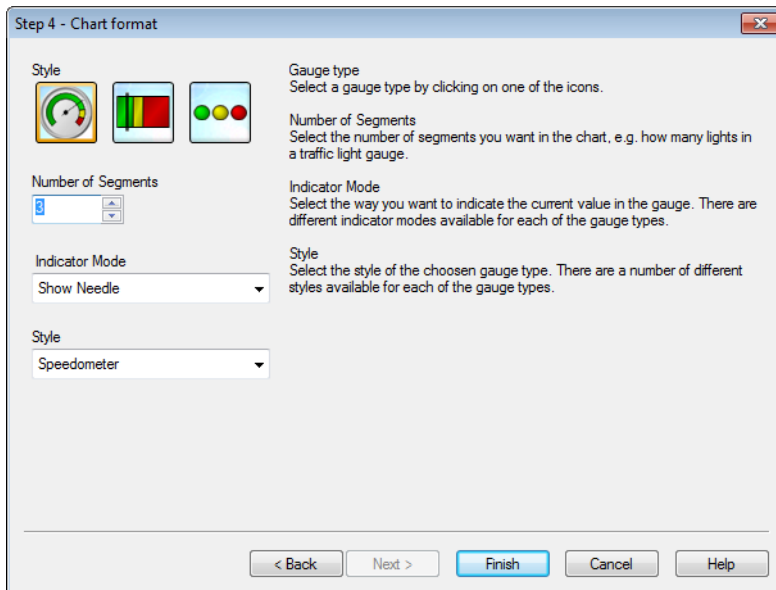 Step 4 - Chart format
Style
Number of Segments
3
Indicator Mode
Show Needle
Style
Speedometer
Gauge type
Select a gauge type by clicking on one of the icons.
Number of Segments
Select the number of segments you want in the chart, e.g. how many lights in
a traffic light gauge.
Indicator Mode
Select the way you want to indicate the current value in the gauge. There are
different indicator modes available for each of the gauge types.
Style
Select the style of the choosen gauge type. There are a number of different
styles available for each of the gauge types.
< Back
Next >
Finish
Cancel
Help